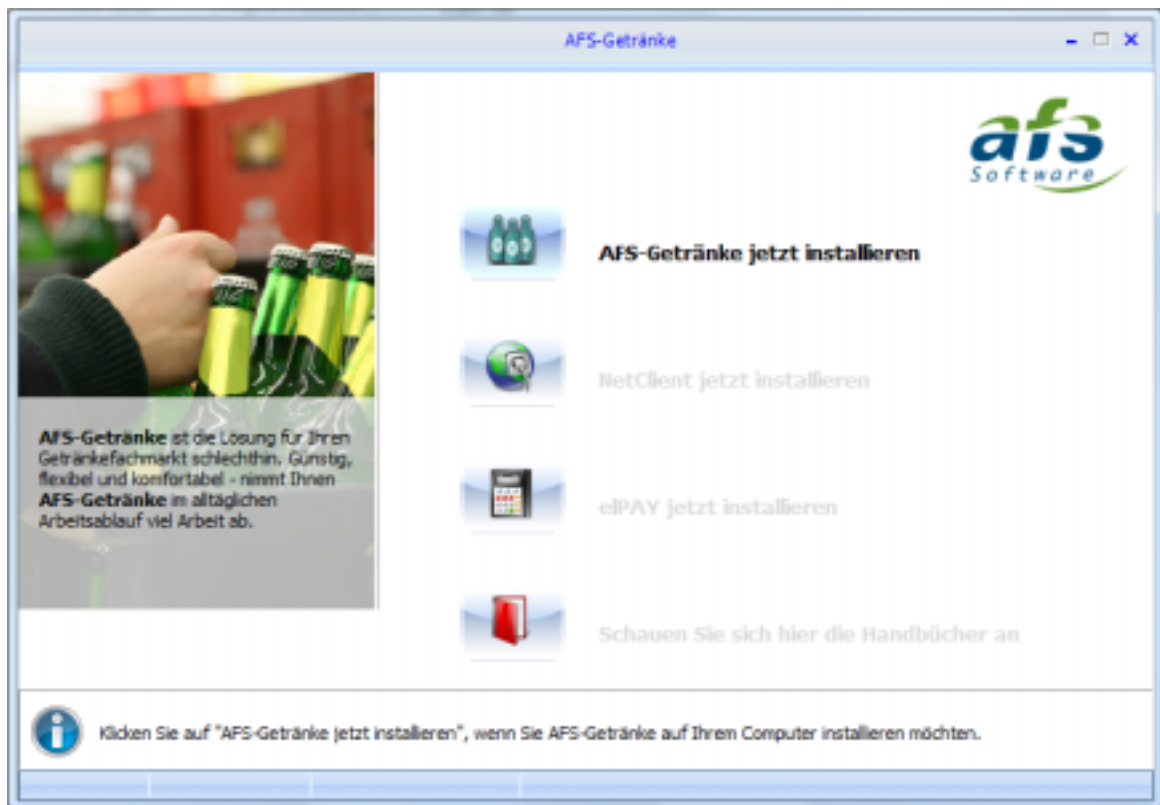 AFS-Getränke
afs
Software
AFS-Getränke jetzt installieren
NetClient jetzt installieren
elPAY jetzt installieren
Schauen Sie sich hier die Handbücher an
AFS-Getränke ist die Lösung für Ihren
Getränkefachmarkt schlechthin. Günstig,
flexibel und komfortabel - nimmt Ihnen
AFS-Getränke im alltäglichen
Arbeitsablauf viel Arbeit ab.
Klicken Sie auf "AFS-Getränke jetzt installieren", wenn Sie AFS-Getränke auf Ihrem Computer installieren möchten.